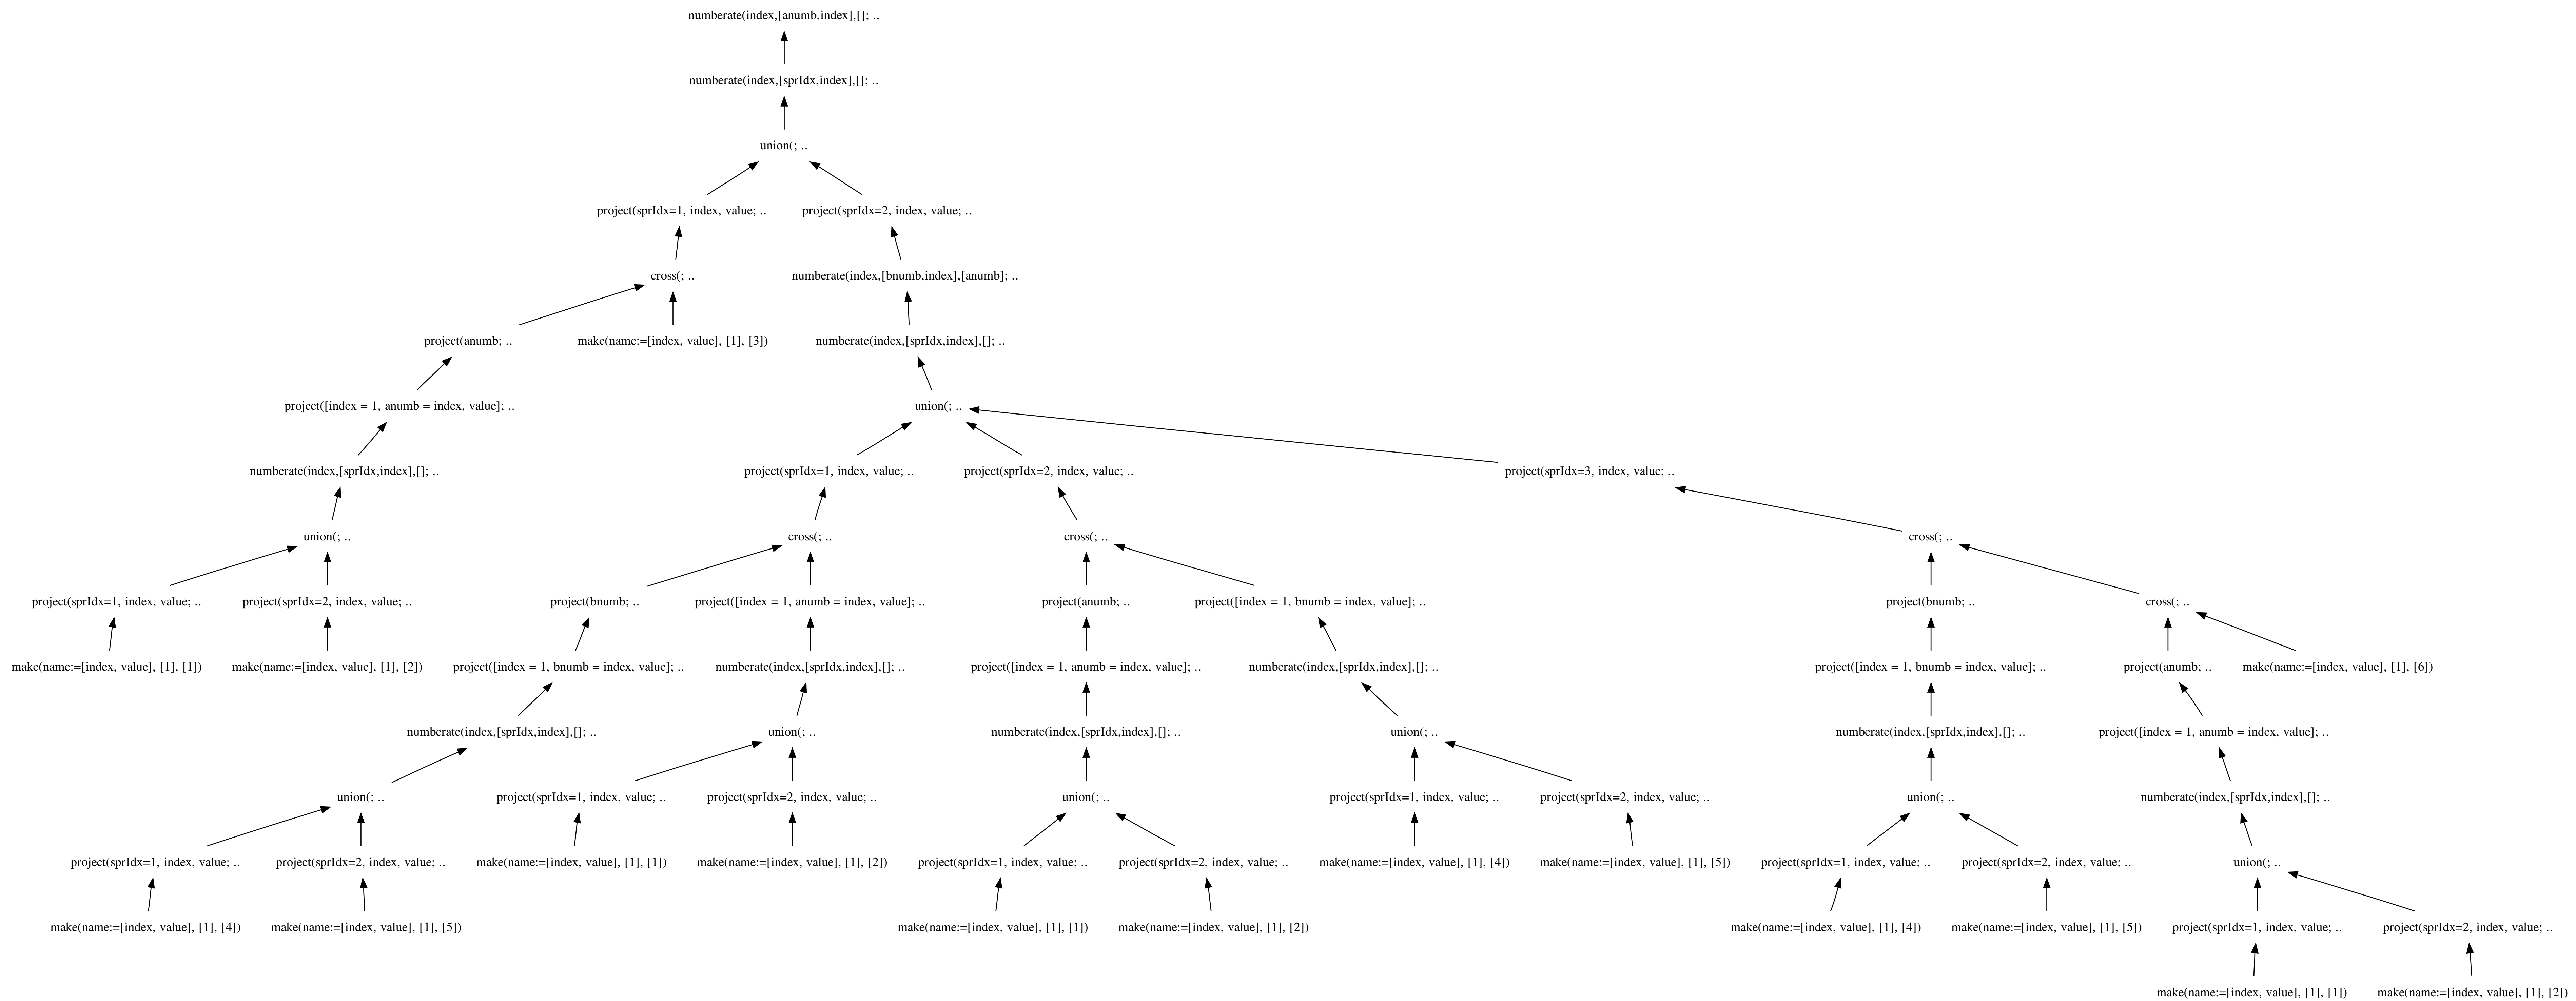 numberate(index,[anumb,index],[]; ..
numberate(index,[sprIdx,index],[]; ..
union(; ..
project(sprIdx=1, index, value; ..
project(sprIdx=2, index, value; ..
cross(; ..
numberate(index,[bnumb,index],[anumb]; ..
project(anumb; ..
make(name:=[index, value], [1], [3])
numberate(index,[sprIdx,index],[]; ..
project([index = 1, anumb = index, value]; ..
union(; ..
numberate(index,[sprIdx,index],[]; ..
project(sprIdx=1, index, value; ..
project(sprIdx=2, index, value; ..
project(sprIdx=3, index, value; ..
union(; ..
cross(; ..
cross(; ..
cross(; ..
project(sprIdx=1, index, value; ..
project(sprIdx=2, index, value; ..
project(bnumb; ..
project([index = 1, anumb = index, value]; ..
project(anumb; ..
project([index = 1, bnumb = index, value]; ..
project(bnumb; ..
cross(; ..
make(name:=[index, value], [1], [1])
make(name:=[index, value], [1], [2])
project([index = 1, bnumb = index, value]; ..
numberate(index,[sprIdx,index],[]; ..
project([index = 1, anumb = index, value]; ..
numberate(index,[sprIdx,index],[]; ..
project([index = 1, bnumb = index, value]; ..
project(anumb; ..
make(name:=[index, value], [1], [6])
numberate(index,[sprIdx,index],[]; ..
union(; ..
numberate(index,[sprIdx,index],[]; ..
union(; ..
numberate(index,[sprIdx,index],[]; ..
project([index = 1, anumb = index, value]; ..
union(; ..
project(sprIdx=1, index, value; ..
project(sprIdx=2, index, value; ..
union(; ..
project(sprIdx=1, index, value; ..
project(sprIdx=2, index, value; ..
union(; ..
numberate(index,[sprIdx,index],[]; ..
project(sprIdx=1, index, value; ..
project(sprIdx=2, index, value; ..
make(name:=[index, value], [1], [1])
make(name:=[index, value], [1], [2])
project(sprIdx=1, index, value; ..
project(sprIdx=2, index, value; ..
make(name:=[index, value], [1], [4])
make(name:=[index, value], [1], [5])
project(sprIdx=1, index, value; ..
project(sprIdx=2, index, value; ..
union(; ..
make(name:=[index, value], [1], [4])
make(name:=[index, value], [1], [5])
make(name:=[index, value], [1], [1])
make(name:=[index, value], [1], [2])
make(name:=[index, value], [1], [4])
make(name:=[index, value], [1], [5])
project(sprIdx=1, index, value; ..
project(sprIdx=2, index, value; ..
make(name:=[index, value], [1], [1])
make(name:=[index, value], [1], [2])